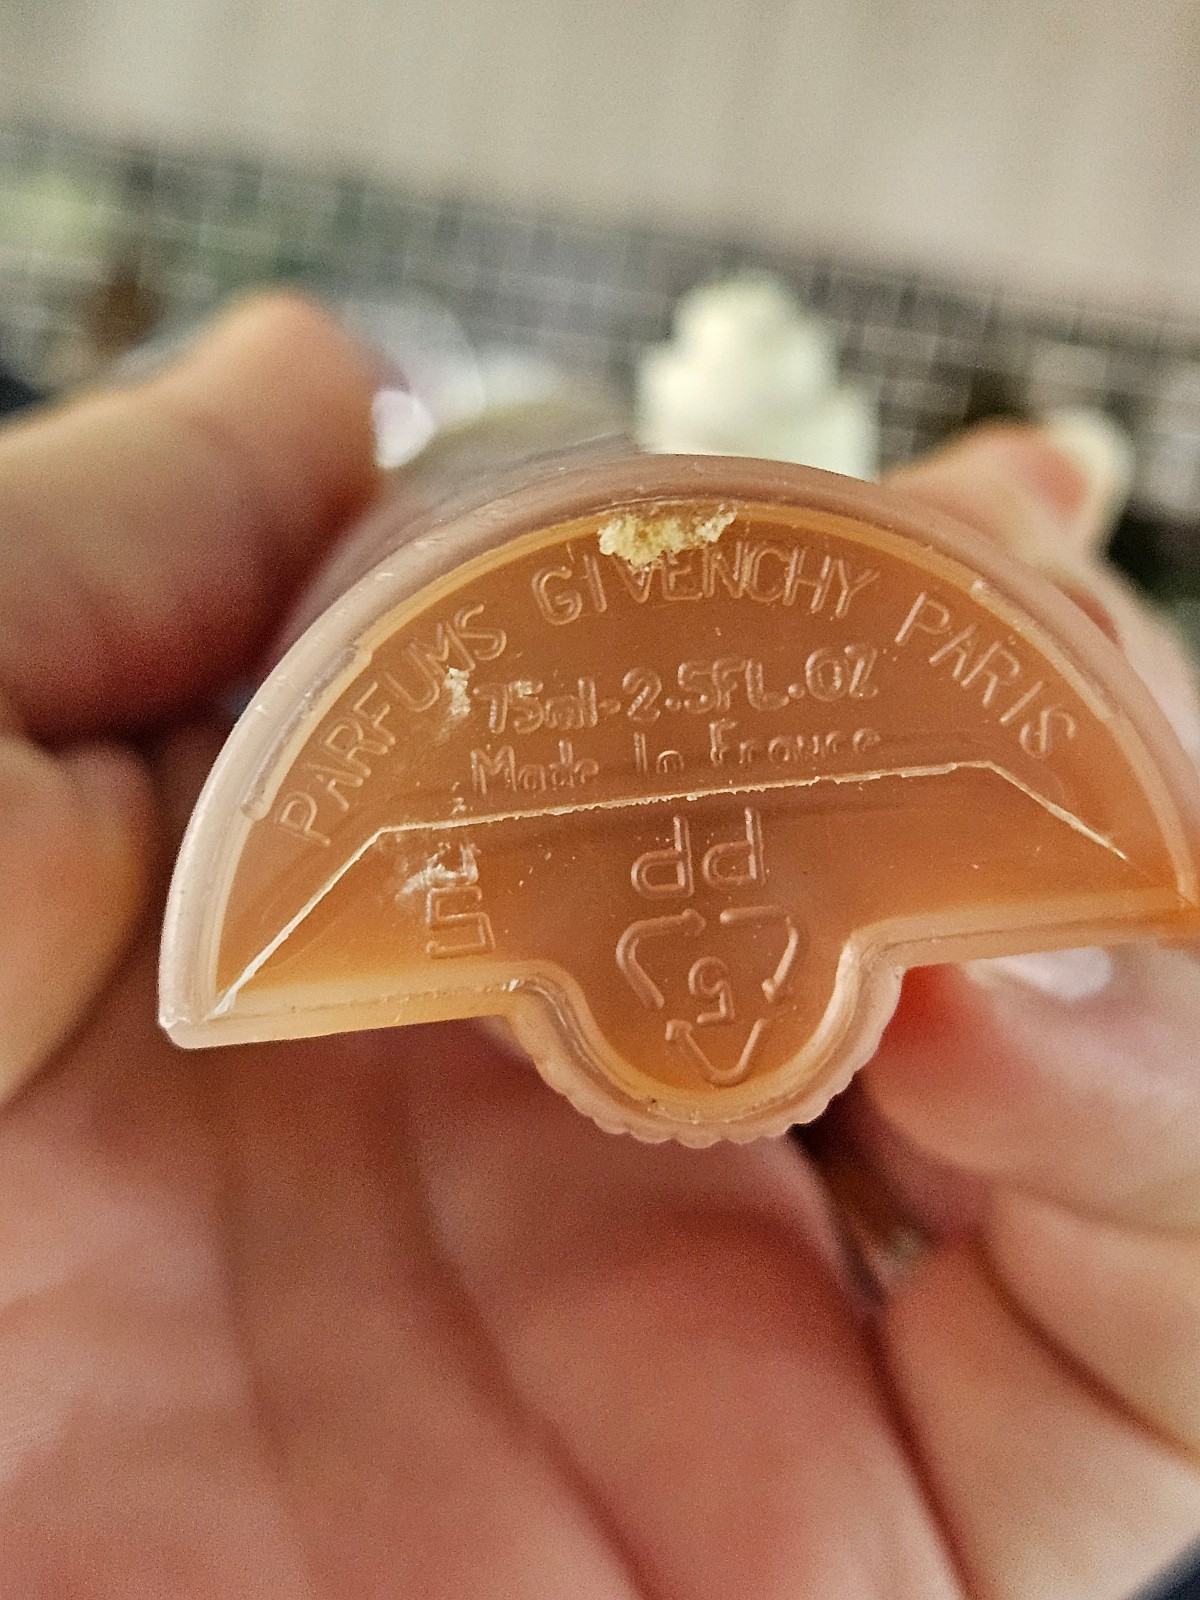 PARFUMS GIVENCHY PARIS
75ml-2.5FL.OZ
Made In France
PP
5